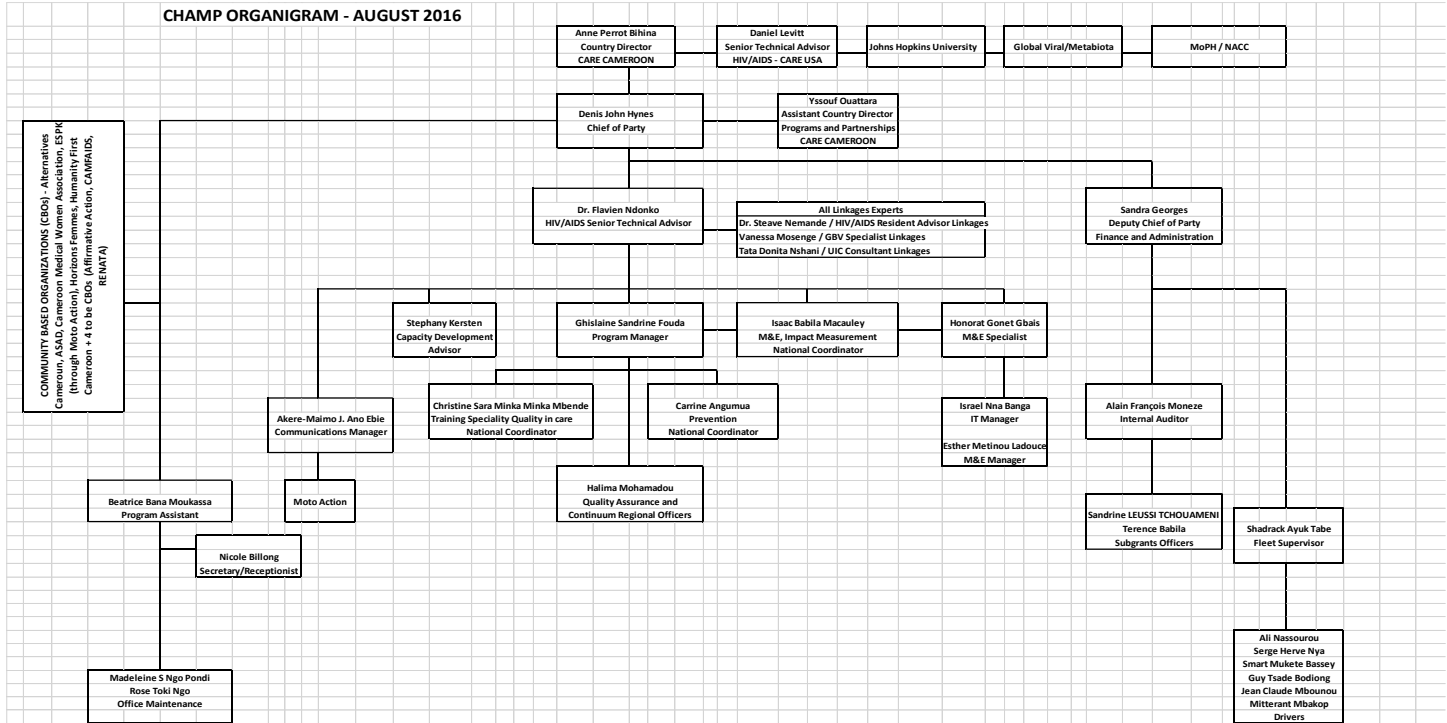 CHAMP ORGANIGRAM - AUGUST 2016
Anne Perrot Bihina
Country Director
CARE CAMEROON
Daniel Levitt
Senior Technical Advisor
HIV/AIDS - CARE USA
Johns Hopkins University
Global Viral/Metabiota
MoPH / NACC
Denis John Hynes
Chief of Party
Yssouf Ouattara
Assistant Country Director
Programs and Partnerships
CARE CAMEROON
COMMUNITY BASED ORGANIZATIONS (CBOs) - Alternatives
Cameroun, ASAD, Cameroon Medical Women Association, ESPK
(through Moto Action), Horizons Femmes, Humanity First
Cameroon + 4 to be CBOs (Affirmative Action, CAMFAIDS,
RENATA)
Dr. Flavien Ndonko
HIV/AIDS Senior Technical Advisor
All Linkages Experts
Dr. Steave Nemande / HIV/AIDS Resident Advisor Linkages
Vanessa Mosenge / GBV Specialist Linkages
Tata Donita Nshani / UIC Consultant Linkages
Sandra Georges
Deputy Chief of Party
Finance and Administration
Stephany Kersten
Capacity Development
Advisor
Ghislaine Sandrine Fouda
Program Manager
Isaac Babila Macauley
M&E, Impact Measurement
National Coordinator
Honorat Gonet Gbais
M&E Specialist
Akere-Maimo J. Ano Ebie
Communications Manager
Christine Sara Minka Minka Mbende
Training Speciality Quality in care
National Coordinator
Carrine Angumua
Prevention
National Coordinator
Israel Nna Banga
IT Manager
Esther Metinou Ladouce
M&E Manager
Alain François Moneze
Internal Auditor
Beatrice Bana Moukassa
Program Assistant
Moto Action
Halima Mohamadou
Quality Assurance and
Continuum Regional Officers
Sandrine LEUSSI TCHOUAMENI
Terence Babila
Subgrants Officers
Shadrack Ayuk Tabe
Fleet Supervisor
Nicole Billong
Secretary/Receptionist
Madeleine S Ngo Pondi
Rose Toki Ngo
Office Maintenance
Ali Nassourou
Serge Herve Nya
Smart Mukete Bassey
Guy Tsade Bodiong
Jean Claude Mbounou
Mitterant Mbakop
Drivers